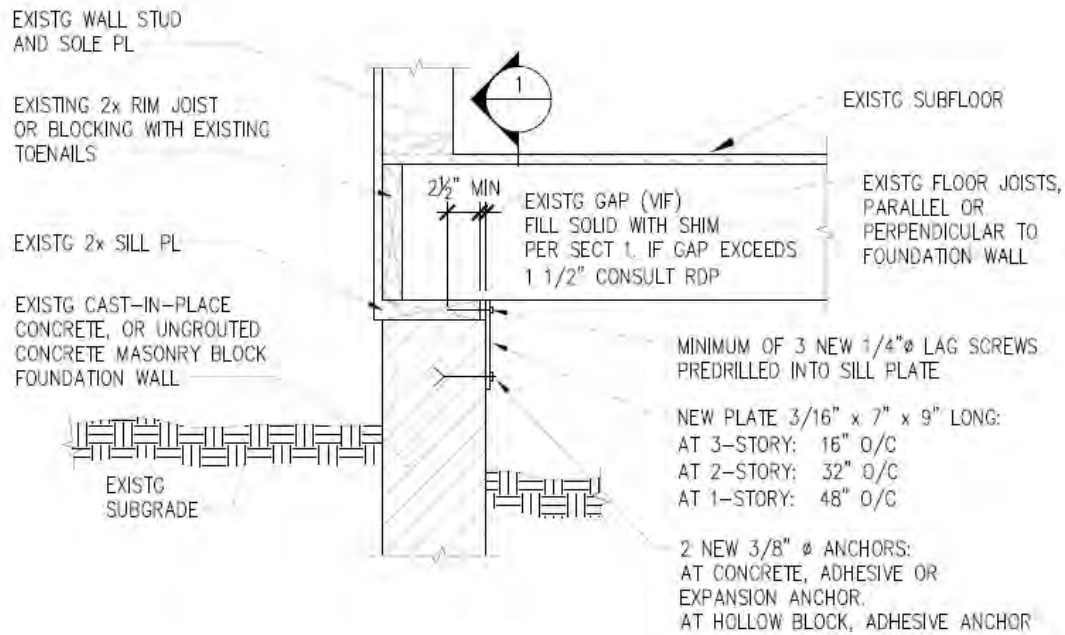 EXISTG WALL STUD
AND SOLE PL
EXISTING 2x RIM JOIST
OR BLOCKING WITH EXISTING
TOENAILS
EXISTG 2x SILL PL
EXISTG CAST-IN-PLACE
CONCRETE, OR UNGROUTED
CONCRETE MASONRY BLOCK
FOUNDATION WALL
EXISTG
SUBGRADE
1
2½" MIN
EXISTG GAP (VIF)
FILL SOLID WITH SHIM
PER SECT 1. IF GAP EXCEEDS
1 1/2" CONSULT RDP
EXISTG SUBFLOOR
EXISTG FLOOR JOISTS,
PARALLEL OR
PERPENDICULAR TO
FOUNDATION WALL
MINIMUM OF 3 NEW 1/4"ø LAG SCREWS
PREDRILLED INTO SILL PLATE
NEW PLATE 3/16" x 7" x 9" LONG:
AT 3-STORY: 16" O/C
AT 2-STORY: 32" O/C
AT 1-STORY: 48" O/C
2 NEW 3/8" ø ANCHORS:
AT CONCRETE, ADHESIVE OR
EXPANSION ANCHOR.
AT HOLLOW BLOCK, ADHESIVE ANCHOR